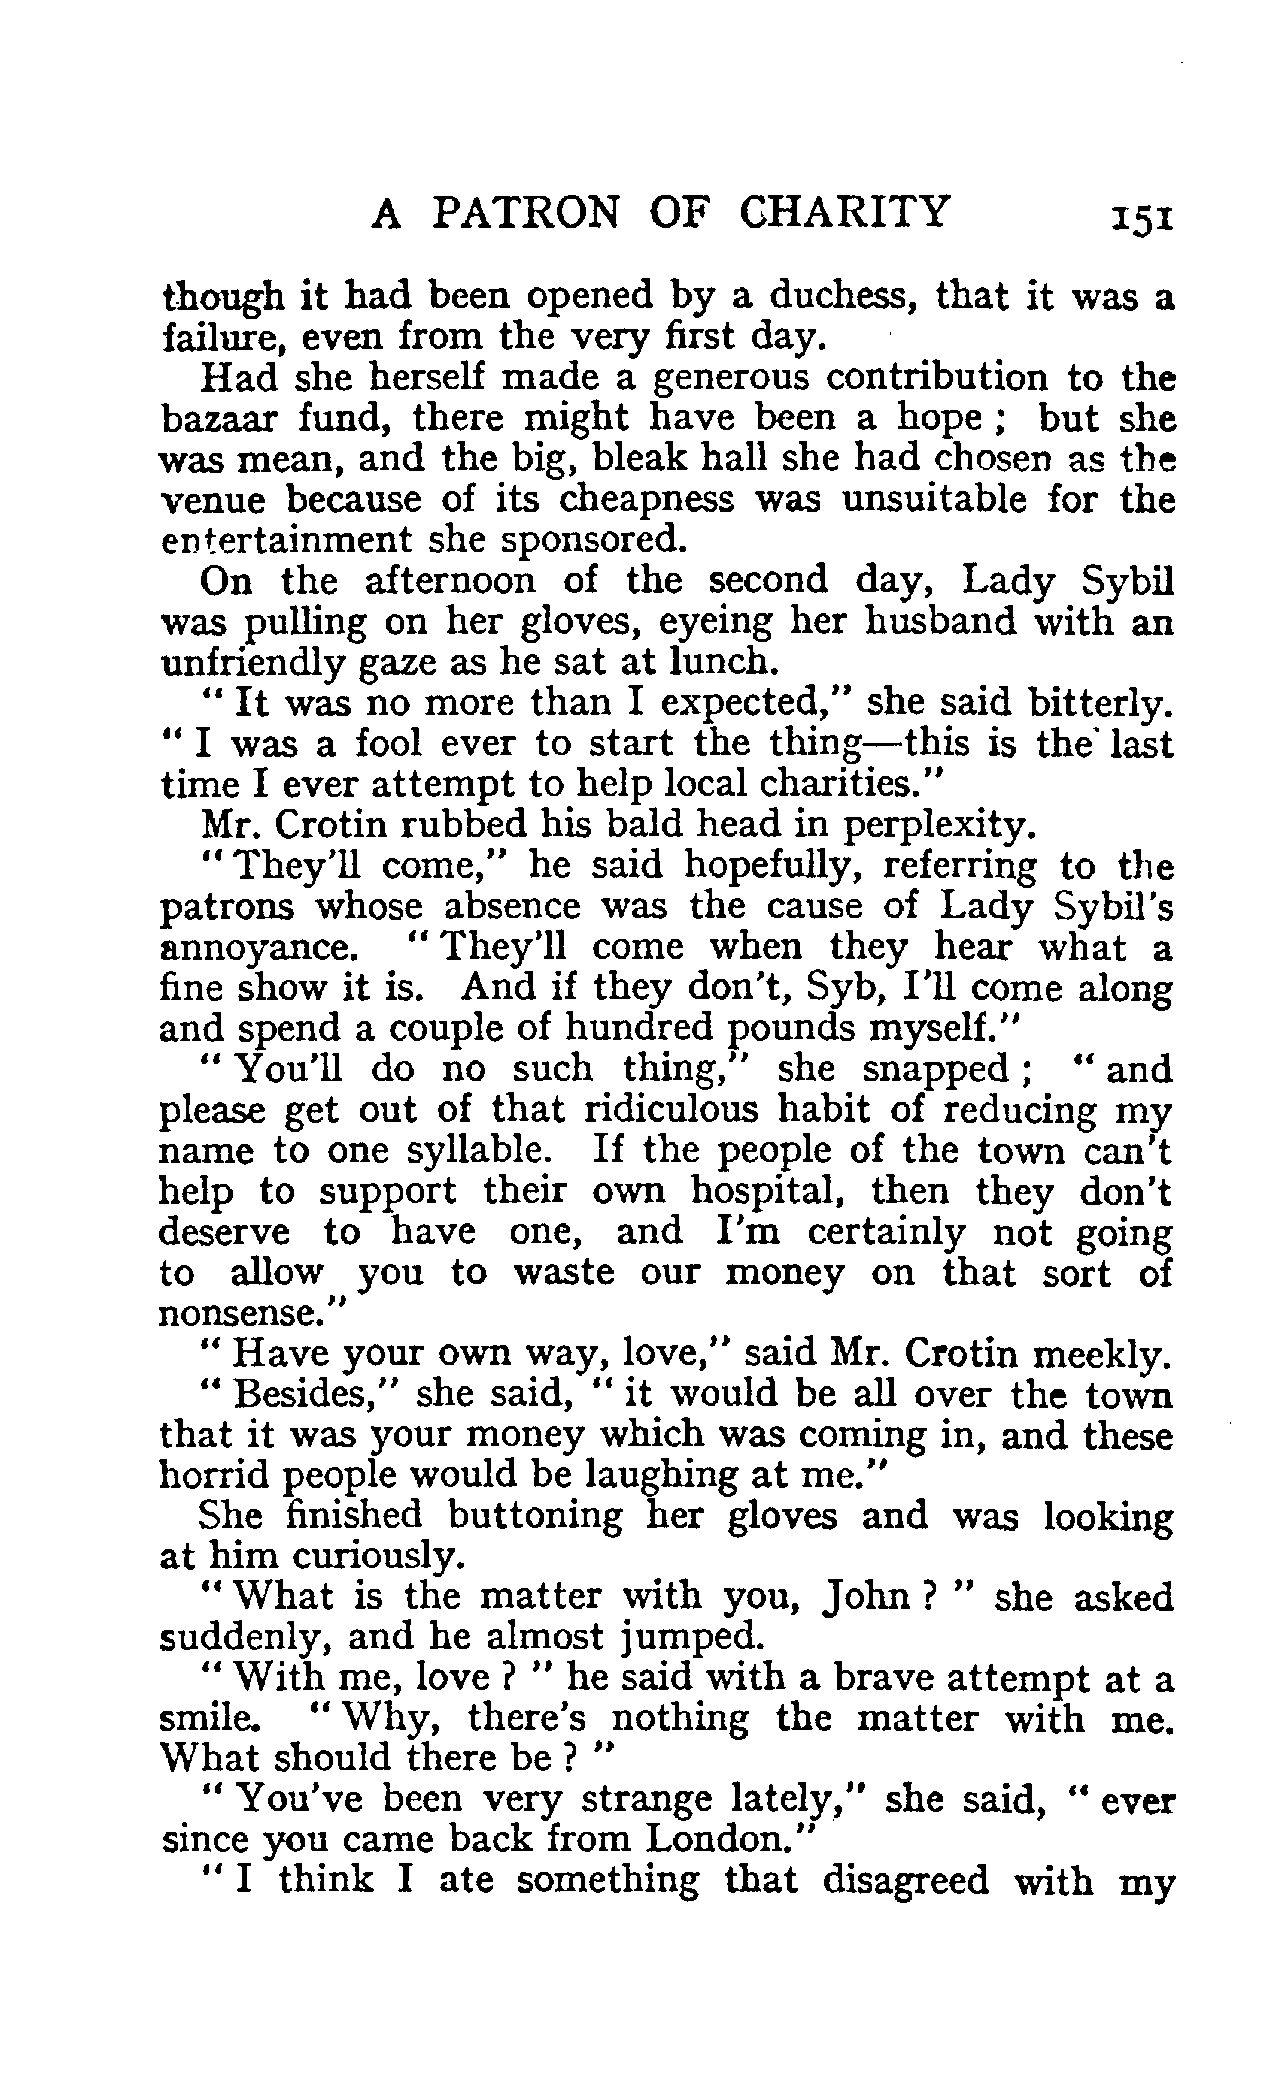 A PATRON OF CHARITY 151
though it had been opened by a duchess, that it was a
failure, even from the very first day.
Had she herself made a generous contribution to the
bazaar fund, there might have been a hope ; but she
was mean, and the big, bleak hall she had chosen as the
venue because of its cheapness was unsuitable for the
entertainment she sponsored.
On the afternoon of the second day, Lady Sybil
was pulling on her gloves, eyeing her husband with an
unfriendly gaze as he sat at lunch.
" It was no more than I expected," she said bitterly.
" I was a fool ever to start the thing—this is the last
time I ever attempt to help local charities."
Mr. Crotin rubbed his bald head in perplexity.
" They'll come," he said hopefully, referring to the
patrons whose absence was the cause of Lady Sybil's
annoyance. " They'll come when they hear what a
fine show it is. And if they don't, Syb, I'll come along
and spend a couple of hundred pounds myself."
" You'll do no such thing," she snapped ; " and
please get out of that ridiculous habit of reducing my
name to one syllable. If the people of the town can't
help to support their own hospital, then they don't
deserve to have one, and I'm certainly not going
to allow you to waste our money on that sort of
nonsense."
" Have your own way, love," said Mr. Crotin meekly.
" Besides," she said, " it would be all over the town
that it was your money which was coming in, and these
horrid people would be laughing at me."
She finished buttoning her gloves and was looking
at him curiously.
" What is the matter with you, John ? " she asked
suddenly, and he almost jumped.
" With me, love ? " he said with a brave attempt at a
smile. " Why, there's nothing the matter with me.
What should there be ? "
" You've been very strange lately," she said, " ever
since you came back from London."
" I think I ate something that disagreed with my